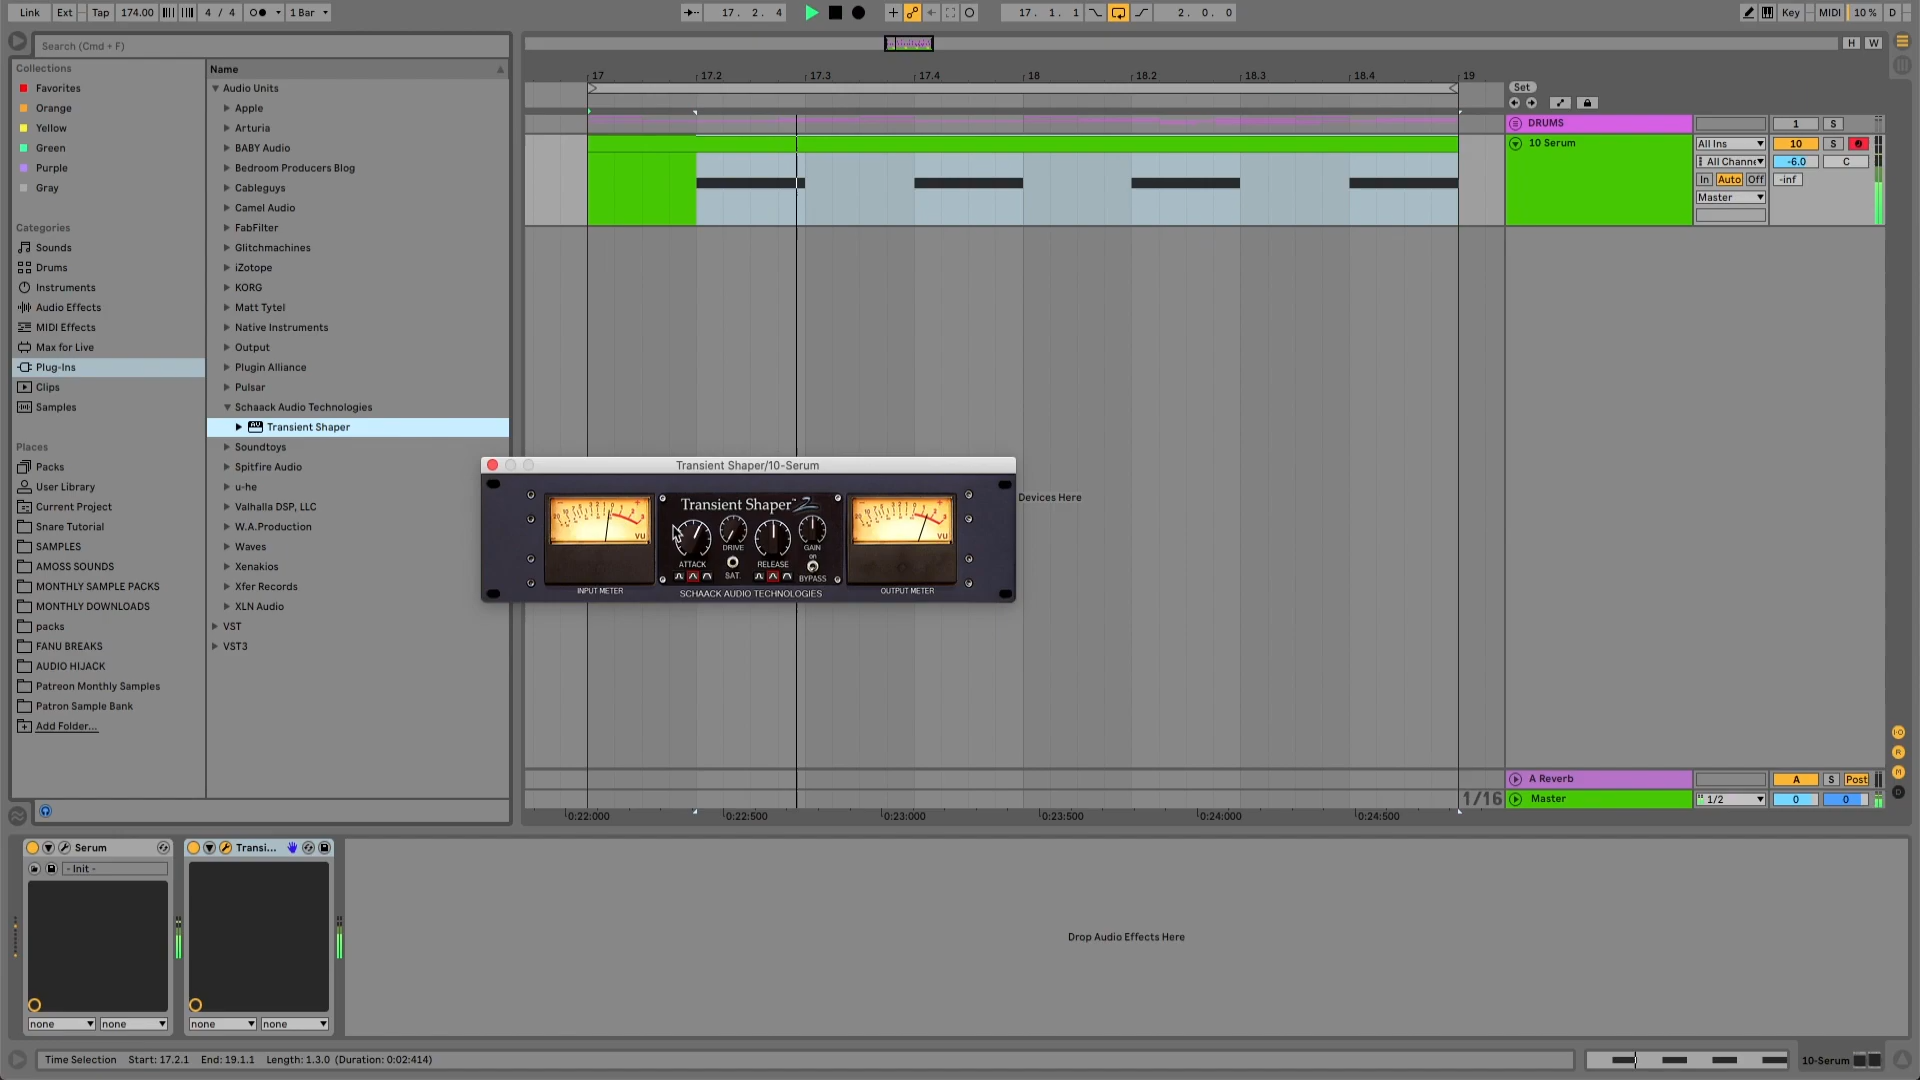 Link Ext Tap 174.00 4 / 4 1 Bar 17. 2. 4 17. 1. 1 2. 0. 0 Key MIDI 10 % D
Search (Cmd + F)
H W
Collections
Favorites
Orange
Yellow
Green
Purple
Gray
Categories
Sounds
Drums
Instruments
Audio Effects
MIDI Effects
Max for Live
Plug-Ins
Clips
Samples
Places
Packs
User Library
Current Project
Snare Tutorial
SAMPLES
AMOSS SOUNDS
MONTHLY SAMPLE PACKS
MONTHLY DOWNLOADS
packs
FANU BREAKS
AUDIO HIJACK
Patreon Monthly Samples
Patron Sample Bank
Add Folder...
Name
Audio Units
Apple
Arturia
BABY Audio
Bedroom Producers Blog
Cableguys
Camel Audio
FabFilter
Glitchmachines
iZotope
KORG
Matt Tytel
Native Instruments
Output
Plugin Alliance
Pulsar
Schaack Audio Technologies
Transient Shaper
Soundtoys
Spitfire Audio
u-he
Valhalla DSP, LLC
W.A.Production
Waves
Xenakios
Xfer Records
XLN Audio
VST
VST3
17 17.2 17.3 17.4 18 18.2 18.3 18.4 19
Set
DRUMS 1 S
10 Serum All Ins 10 S
All Channe -6.0 C
In Auto Off -inf
Master
Transient Shaper/10-Serum
Devices Here
Transient Shaper 2
VU VU
DRIVE GAIN
on
ATTACK RELEASE
SAT. BYPASS
INPUT METER SCHAACK AUDIO TECHNOLOGIES OUTPUT METER
I·O
R
M
D
A Reverb A S Post
1/16 Master 1/2 0 0
0:22:000 0:22:500 0:23:000 0:23:500 0:24:000 0:24:500
Serum Transi...
- Init -
Drop Audio Effects Here
none none none none
Time Selection Start: 17.2.1 End: 19.1.1 Length: 1.3.0 (Duration: 0:02:414) 10-Serum